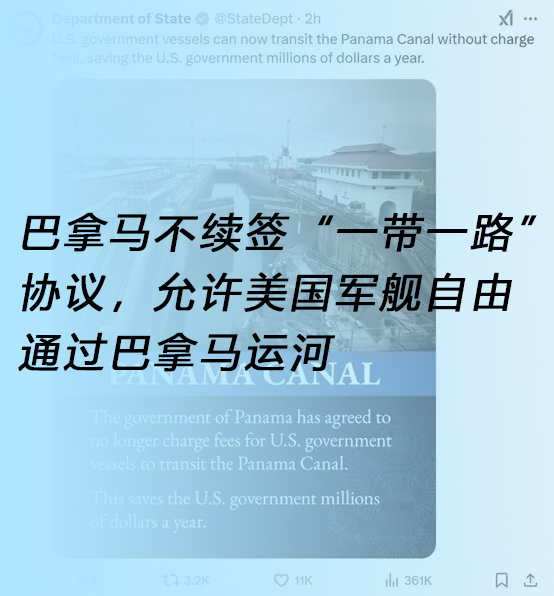 Department of State @StateDept · 2h
U.S. government vessels can now transit the Panama Canal without charge
fees, saving the U.S. government millions of dollars a year.
巴拿马不续签“一带一路”
协议，允许美国军舰自由
通过巴拿马运河
PANAMA CANAL
The government of Panama has agreed to
no longer charge fees for U.S. government
vessels to transit the Panama Canal.
This saves the U.S. government millions
of dollars a year.
3.2K 11K 361K